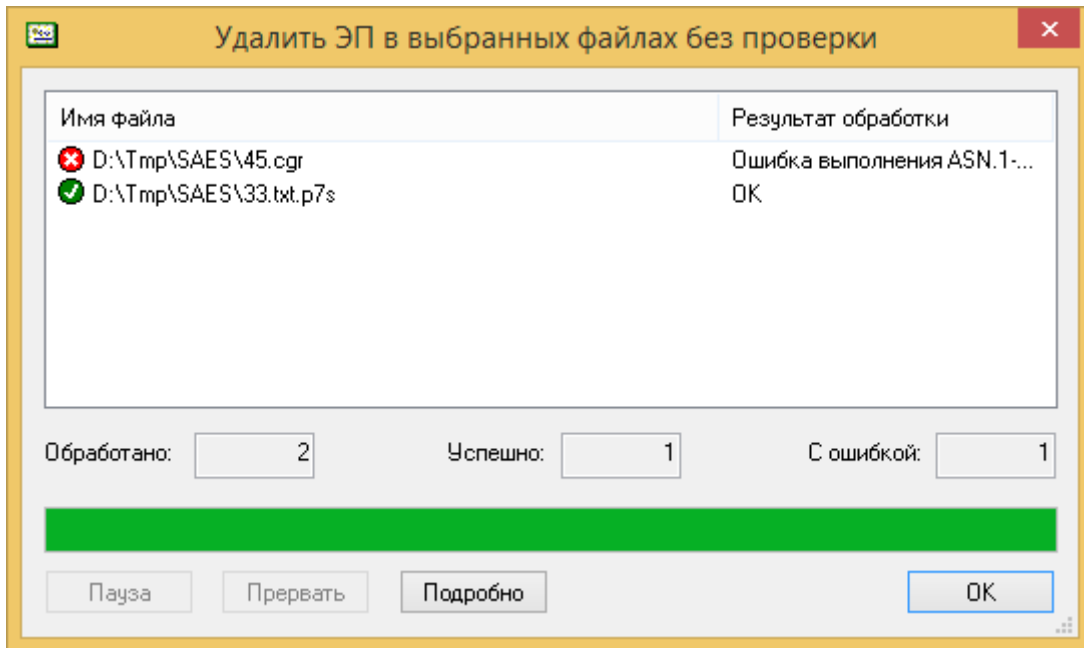 Удалить ЭП в выбранных файлах без проверки
Имя файла Результат обработки
D:\Tmp\SAES\45.cgr Ошибка выполнения ASN.1-...
D:\Tmp\SAES\33.txt.p7s OK
Обработано: 2 Успешно: 1 С ошибкой: 1
Пауза Прервать Подробно OK